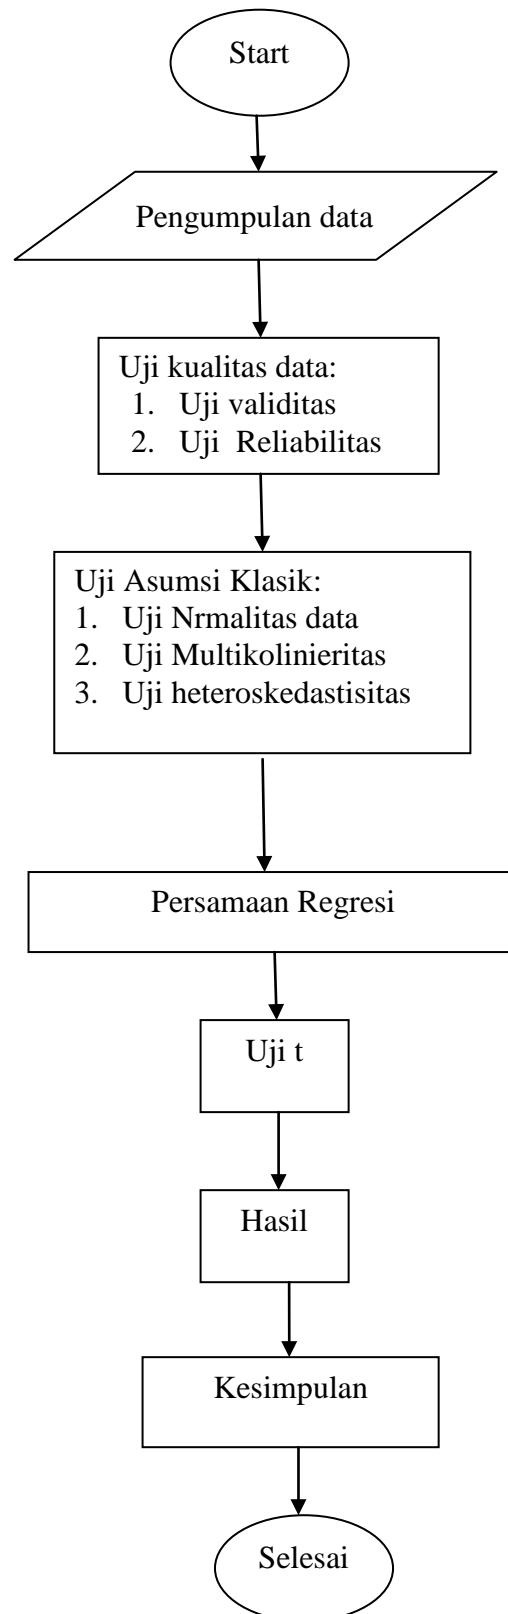 Start
Pengumpulan data
Uji kualitas data:
1. Uji validitas
2. Uji Reliabilitas
Uji Asumsi Klasik:
1. Uji Nrmalitas data
2. Uji Multikolinieritas
3. Uji heteroskedastisitas
Persamaan Regresi
Uji t
Hasil
Kesimpulan
Selesai